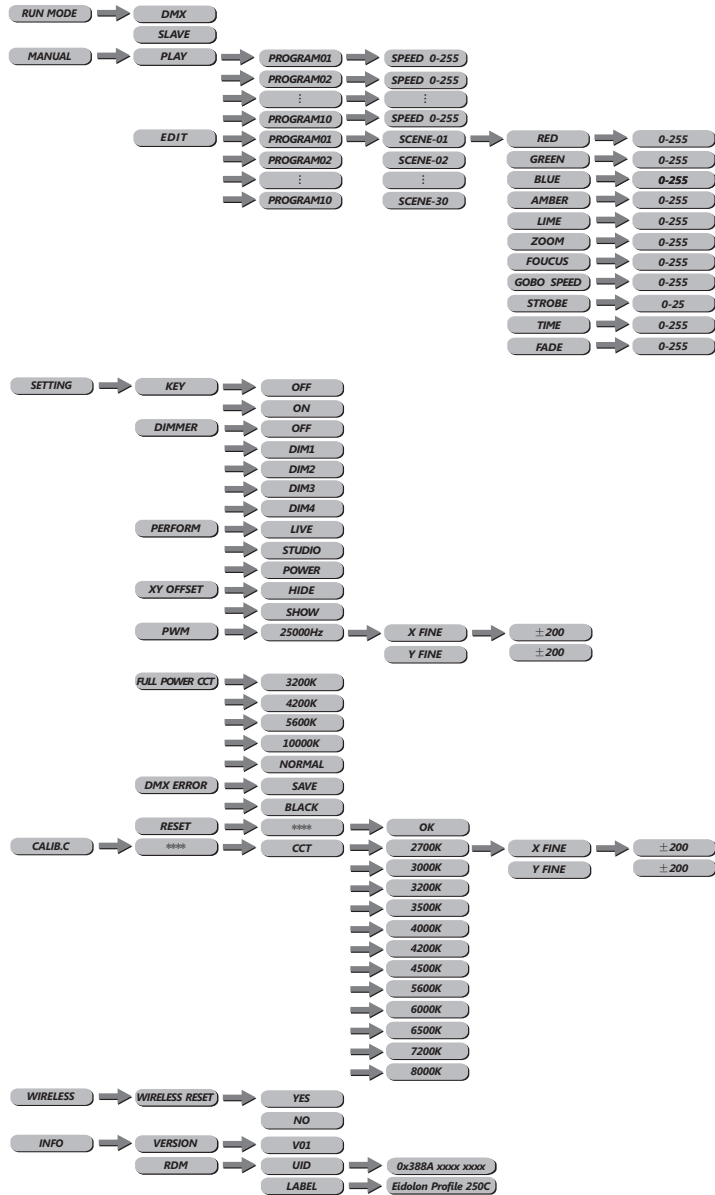 RUN MODE DMX
SLAVE
MANUAL PLAY PROGRAM01 SPEED 0-255
PROGRAM02 SPEED 0-255
⋮ ⋮
PROGRAM10 SPEED 0-255
EDIT PROGRAM01 SCENE-01 RED 0-255
PROGRAM02 SCENE-02 GREEN 0-255
⋮ ⋮ BLUE 0-255
PROGRAM10 SCENE-30 AMBER 0-255
LIME 0-255
ZOOM 0-255
FOUCUS 0-255
GOBO SPEED 0-255
STROBE 0-25
TIME 0-255
FADE 0-255
SETTING KEY OFF
ON
DIMMER OFF
DIM1
DIM2
DIM3
DIM4
PERFORM LIVE
STUDIO
POWER
XY OFFSET HIDE
SHOW
PWM 25000Hz X FINE ±200
Y FINE ±200
FULL POWER CCT 3200K
4200K
5600K
10000K
NORMAL
DMX ERROR SAVE
BLACK
RESET **** OK
CALIB.C **** CCT 2700K X FINE ±200
3000K Y FINE ±200
3200K
3500K
4000K
4200K
4500K
5600K
6000K
6500K
7200K
8000K
WIRELESS WIRELESS RESET YES
NO
INFO VERSION V01
RDM UID 0x388A xxxx xxxx
LABEL Eidolon Profile 250C